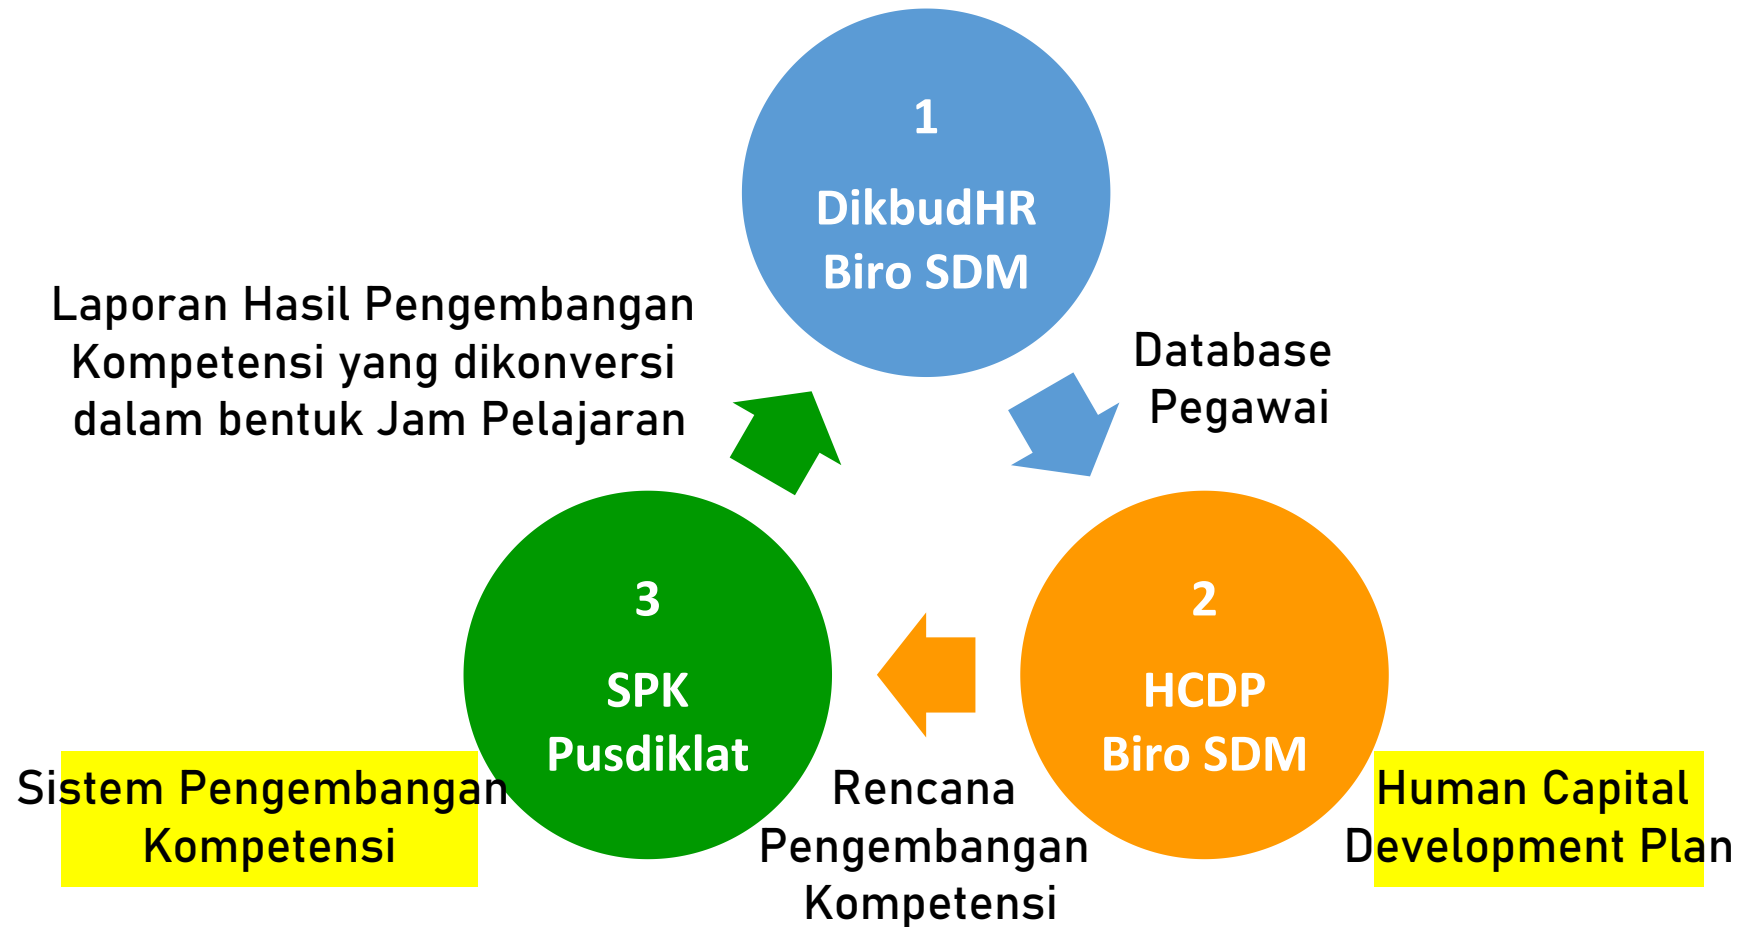 1
DikbudHR
Biro SDM
Laporan Hasil Pengembangan
Kompetensi yang dikonversi
dalam bentuk Jam Pelajaran
Database
Pegawai
3
SPK
Pusdiklat
2
HCDP
Biro SDM
Sistem Pengembangan
Kompetensi
Rencana
Pengembangan
Kompetensi
Human Capital
Development Plan